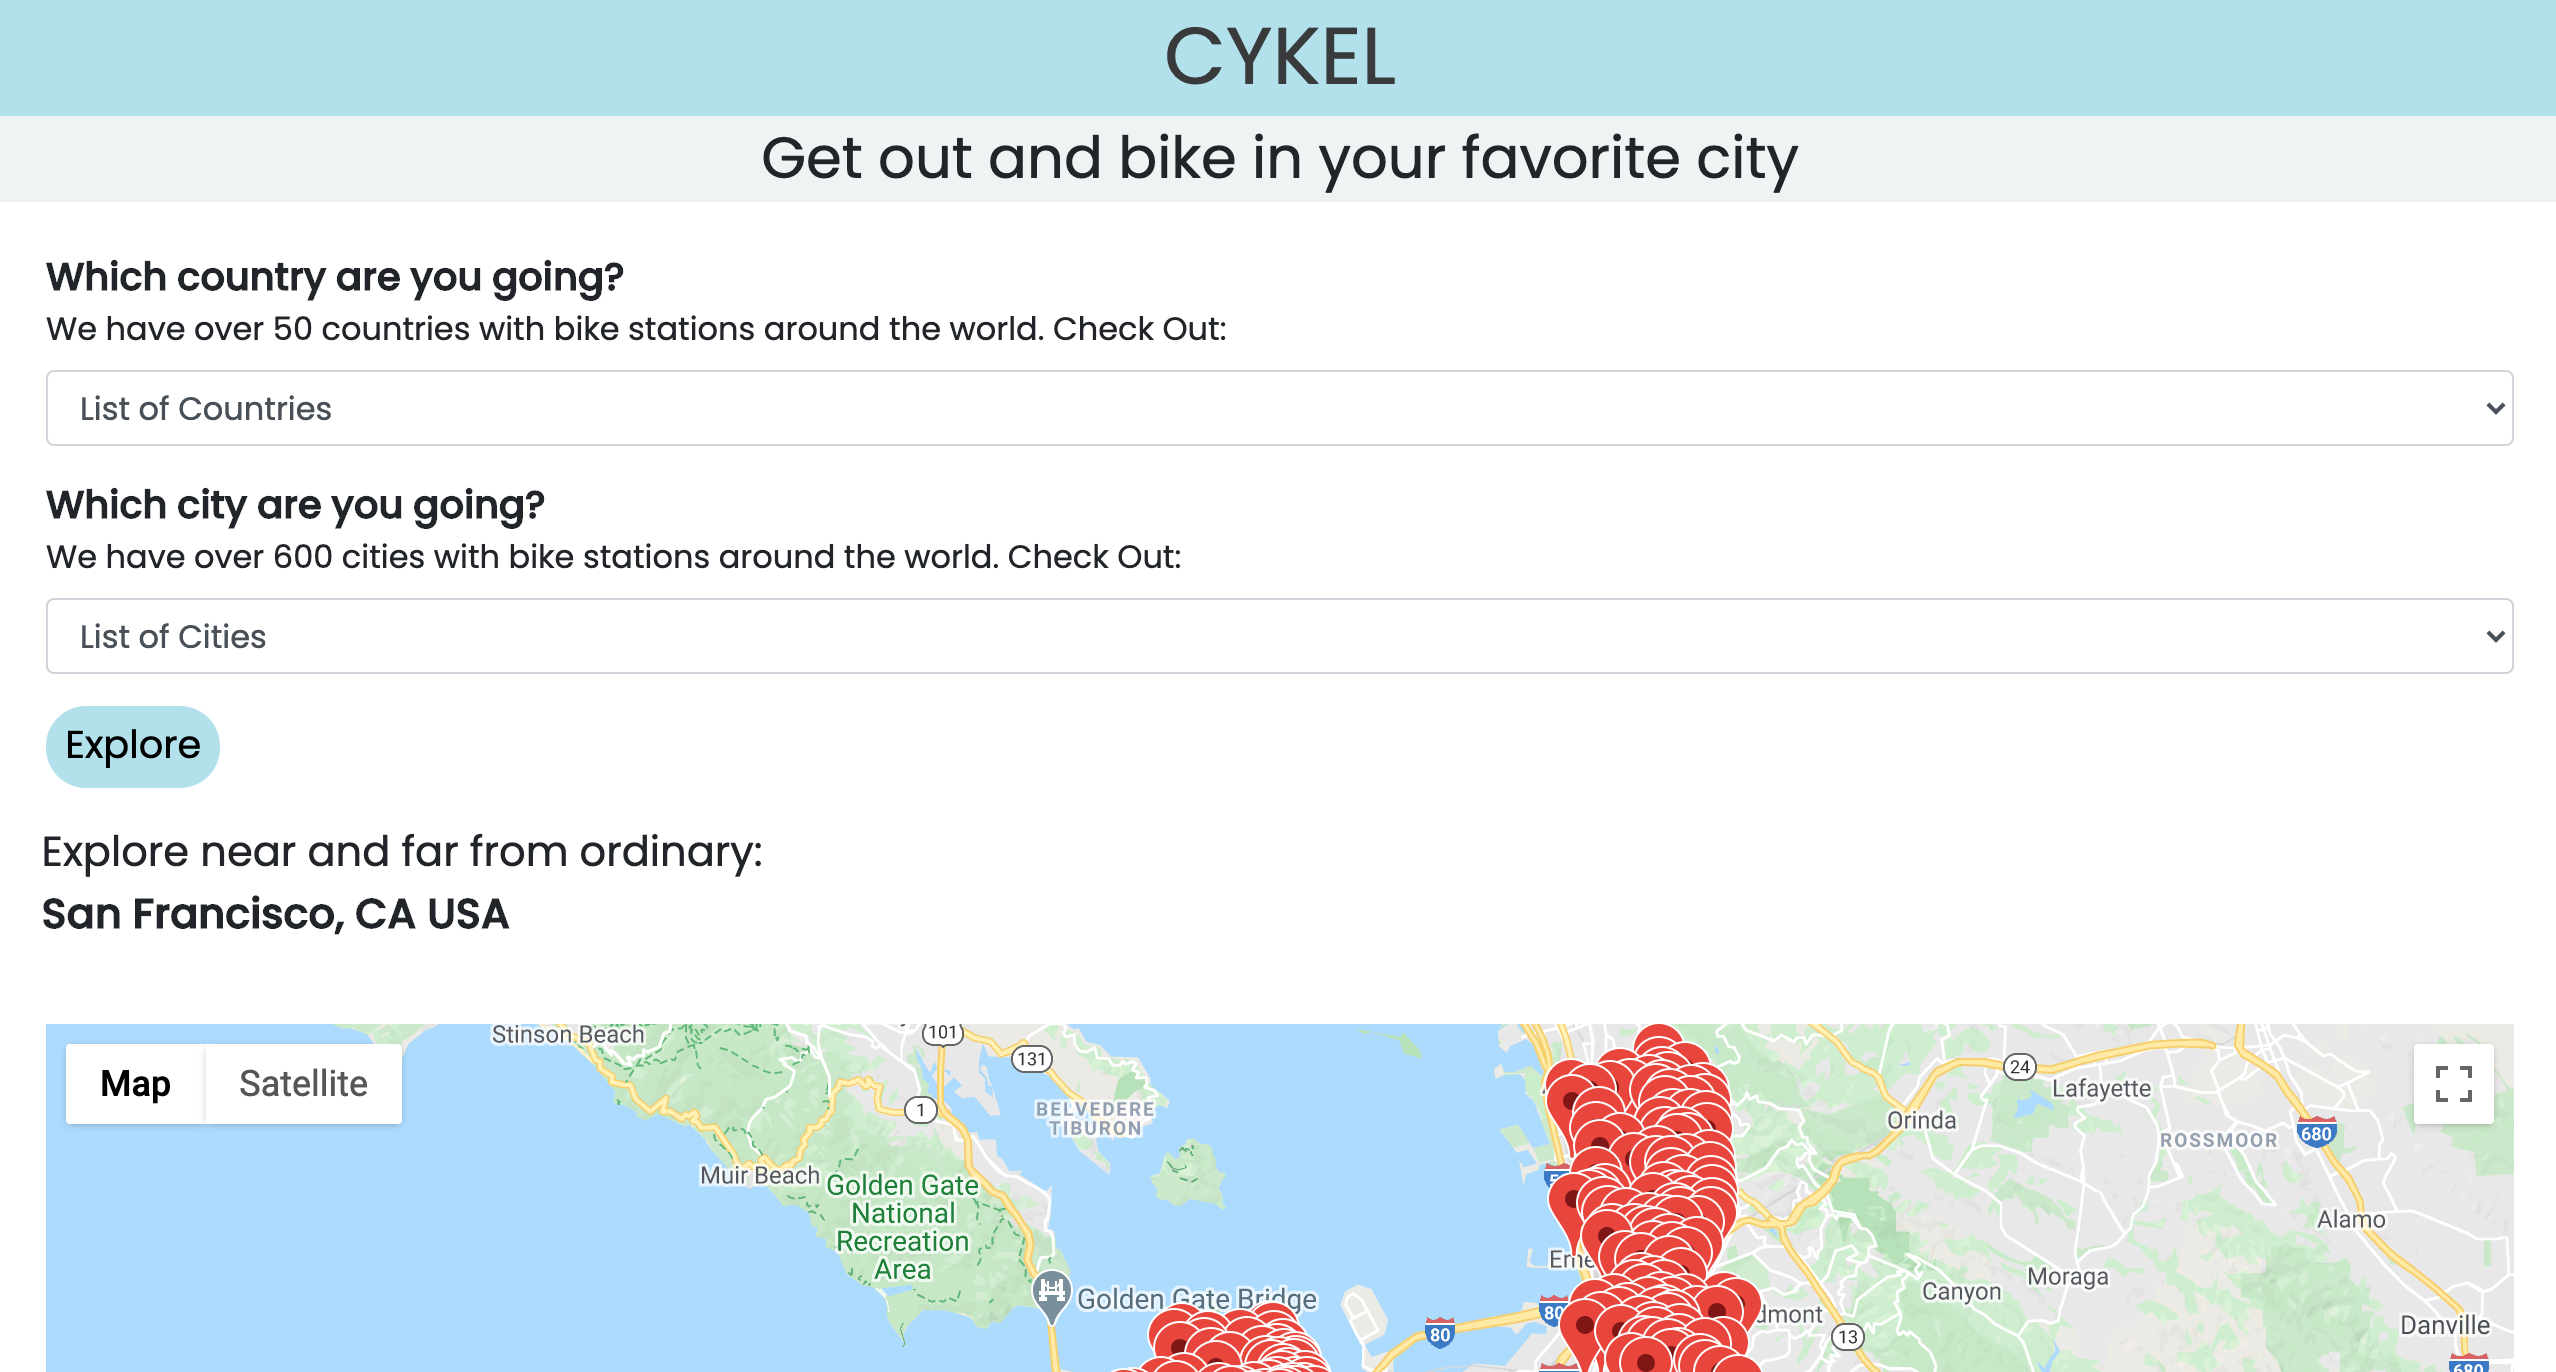 CYKEL
Get out and bike in your favorite city
Which country are you going?
We have over 50 countries with bike stations around the world. Check Out:
List of Countries
Which city are you going?
We have over 600 cities with bike stations around the world. Check Out:
List of Cities
Explore
Explore near and far from ordinary:
San Francisco, CA USA
Map
Satellite
Stinson Beach
101
131
1
BELVEDERE
TIBURON
Muir Beach
Golden Gate
National
Recreation
Area
Golden Gate Bridge
80
80
Eme
dmont
13
24
Lafayette
Orinda
ROSSMOOR
680
Alamo
Moraga
Canyon
Danville
680